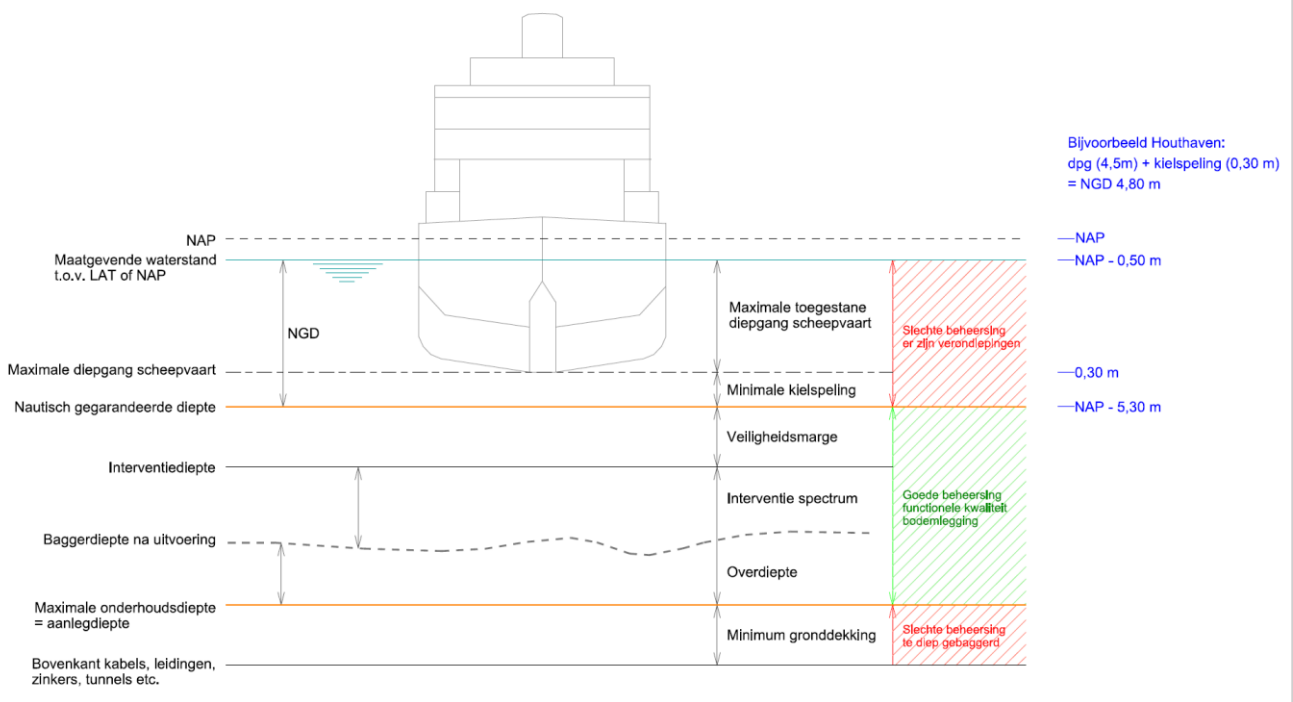 Bijvoorbeeld Houthaven:
dpg (4,5m) + kielspeling (0,30 m)
= NGD 4,80 m
NAP
NAP
Maatgevende waterstand
t.o.v. LAT of NAP
NAP - 0,50 m
Maximale toegestane
diepgang scheepvaart
NGD
Slechte beheersing
er zijn verondiepingen
Maximale diepgang scheepvaart
0,30 m
Minimale kielspeling
Nautisch gegarandeerde diepte
NAP - 5,30 m
Veiligheidsmarge
Interventiediepte
Interventie spectrum
Goede beheersing
functionele kwaliteit
bodemlegging
Baggerdiepte na uitvoering
Overdiepte
Maximale onderhoudsdiepte
= aanlegdiepte
Minimum gronddekking
Slechte beheersing
te diep gebaggerd
Bovenkant kabels, leidingen,
zinkers, tunnels etc.